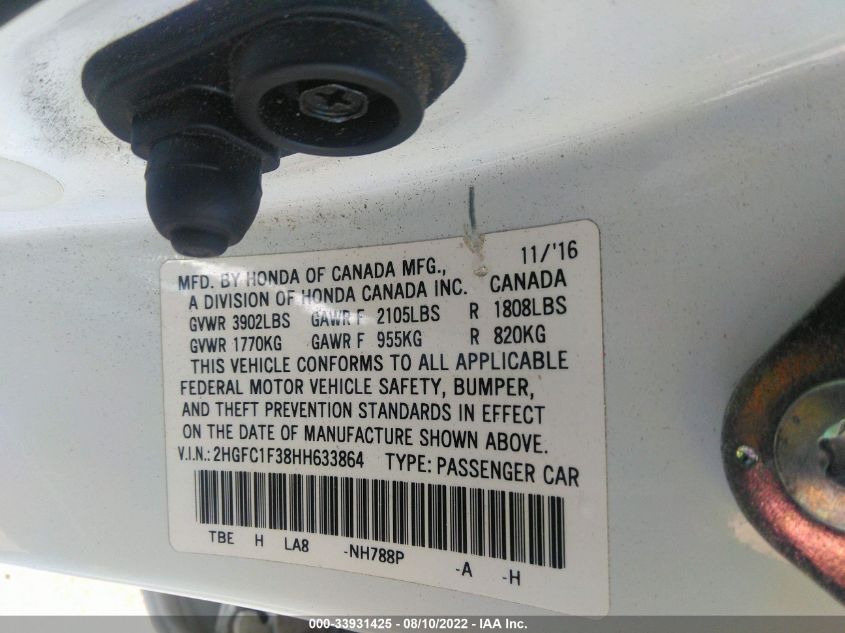 11/'16
MFD. BY HONDA OF CANADA MFG.,
A DIVISION OF HONDA CANADA INC. CANADA
GVWR 3902LBS GAWR F 2105LBS R 1808LBS
GVWR 1770KG GAWR F 955KG R 820KG
THIS VEHICLE CONFORMS TO ALL APPLICABLE
FEDERAL MOTOR VEHICLE SAFETY, BUMPER,
AND THEFT PREVENTION STANDARDS IN EFFECT
ON THE DATE OF MANUFACTURE SHOWN ABOVE.
V.I.N.: 2HGFC1F38HH633864 TYPE: PASSENGER CAR
TBE H LA8 -NH788P -A -H
000-33931425 - 08/10/2022 - IAA Inc.